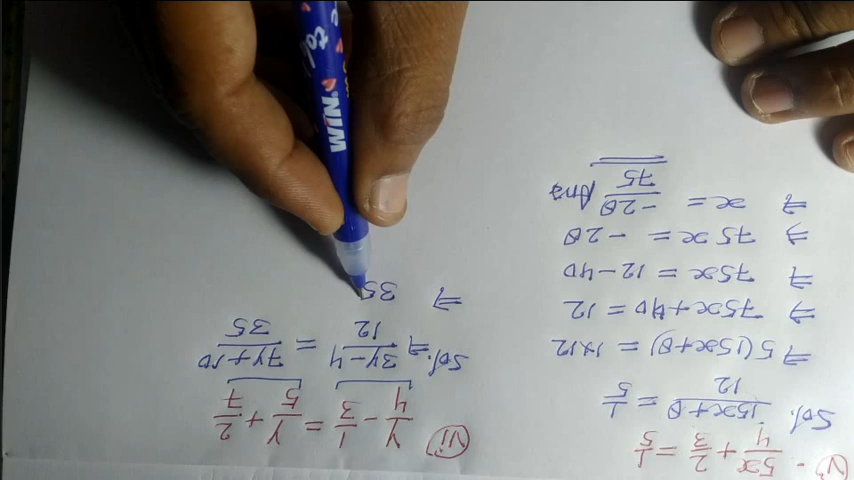 (v). 5x/4 + 2/3 = 1/5
Sol. (15x+8)/12 = 1/5
⇒ 5(15x+8) = 1×12
⇒ 75x+40 = 12
⇒ 75x = 12-40
⇒ 75x = -28
⇒ x = -28/75 Ans
(vi) y/4 - 1/3 = y/5 + 2/7
Sol. ⇒ (3y-4)/12 = (7y+10)/35
⇒ 35
WIN